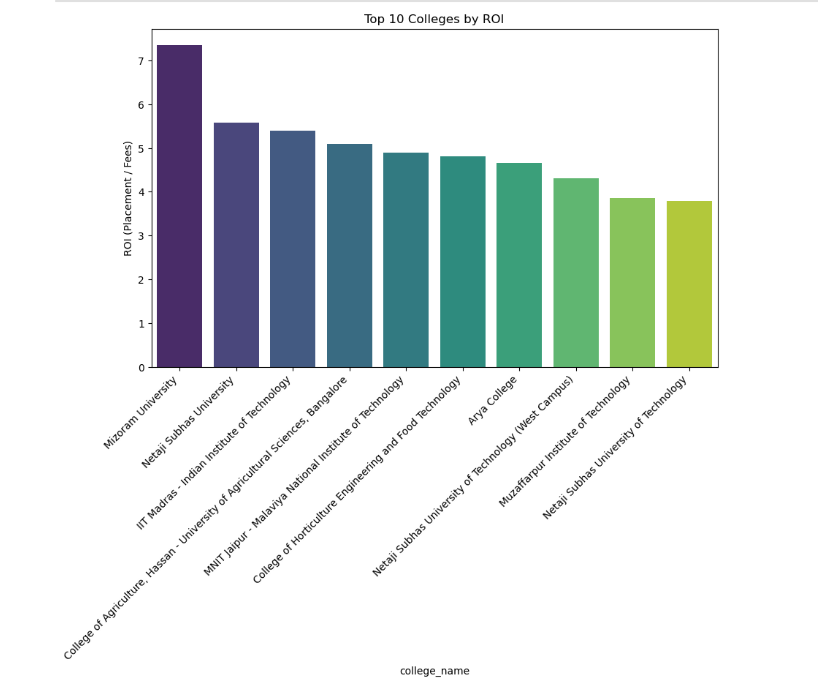 Top 10 Colleges by ROI
ROI (Placement / Fees)
7
6
5
4
3
2
1
0
Mizoram University
Netaji Subhas University
IIT Madras - Indian Institute of Technology
College of Agriculture, Hassan - University of Agricultural Sciences, Bangalore
MNIT Jaipur - Malaviya National Institute of Technology
College of Horticulture Engineering and Food Technology
Arya College
Netaji Subhas University of Technology (West Campus)
Muzaffarpur Institute of Technology
Netaji Subhas University of Technology
college_name